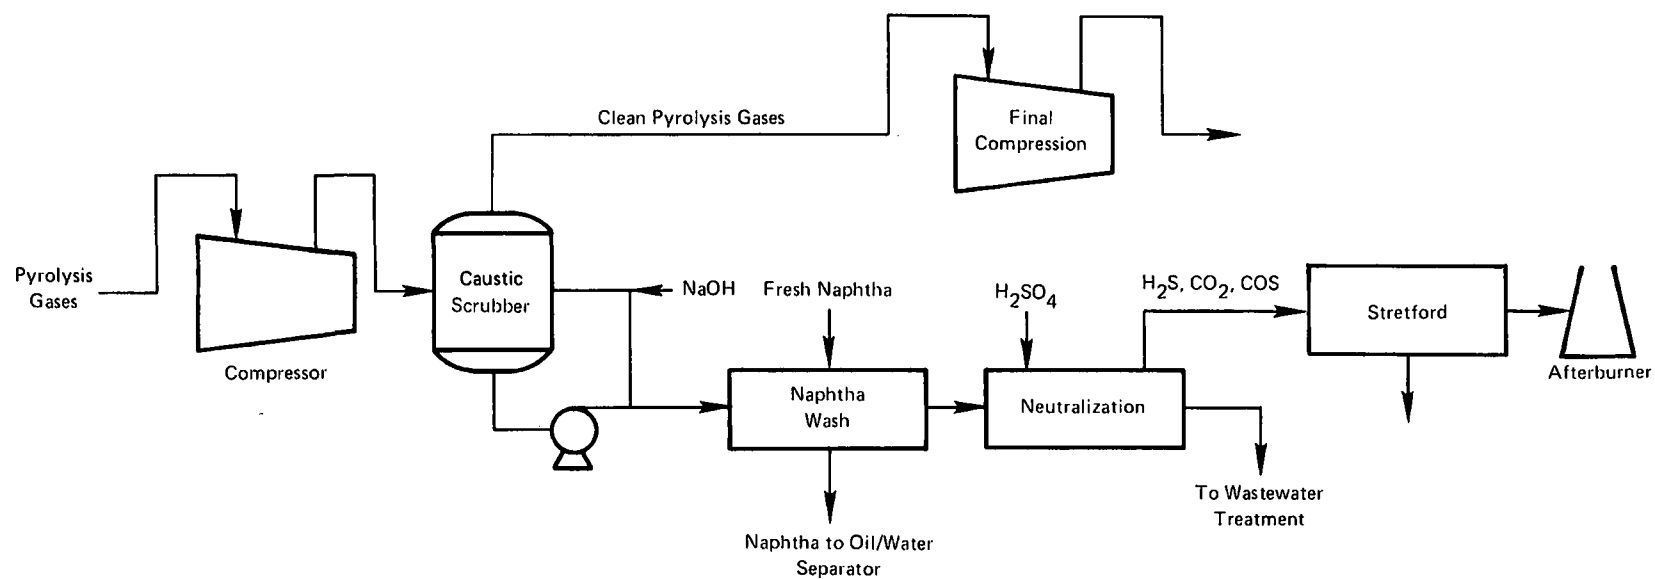 Clean Pyrolysis Gases
Final
Compression
Pyrolysis
Gases
Compressor
Caustic
Scrubber
NaOH
Fresh Naphtha
H₂SO₄
H₂S, CO₂, COS
Stretford
Afterburner
Naphtha
Wash
Neutralization
To Wastewater
Treatment
Naphtha to Oil/Water
Separator